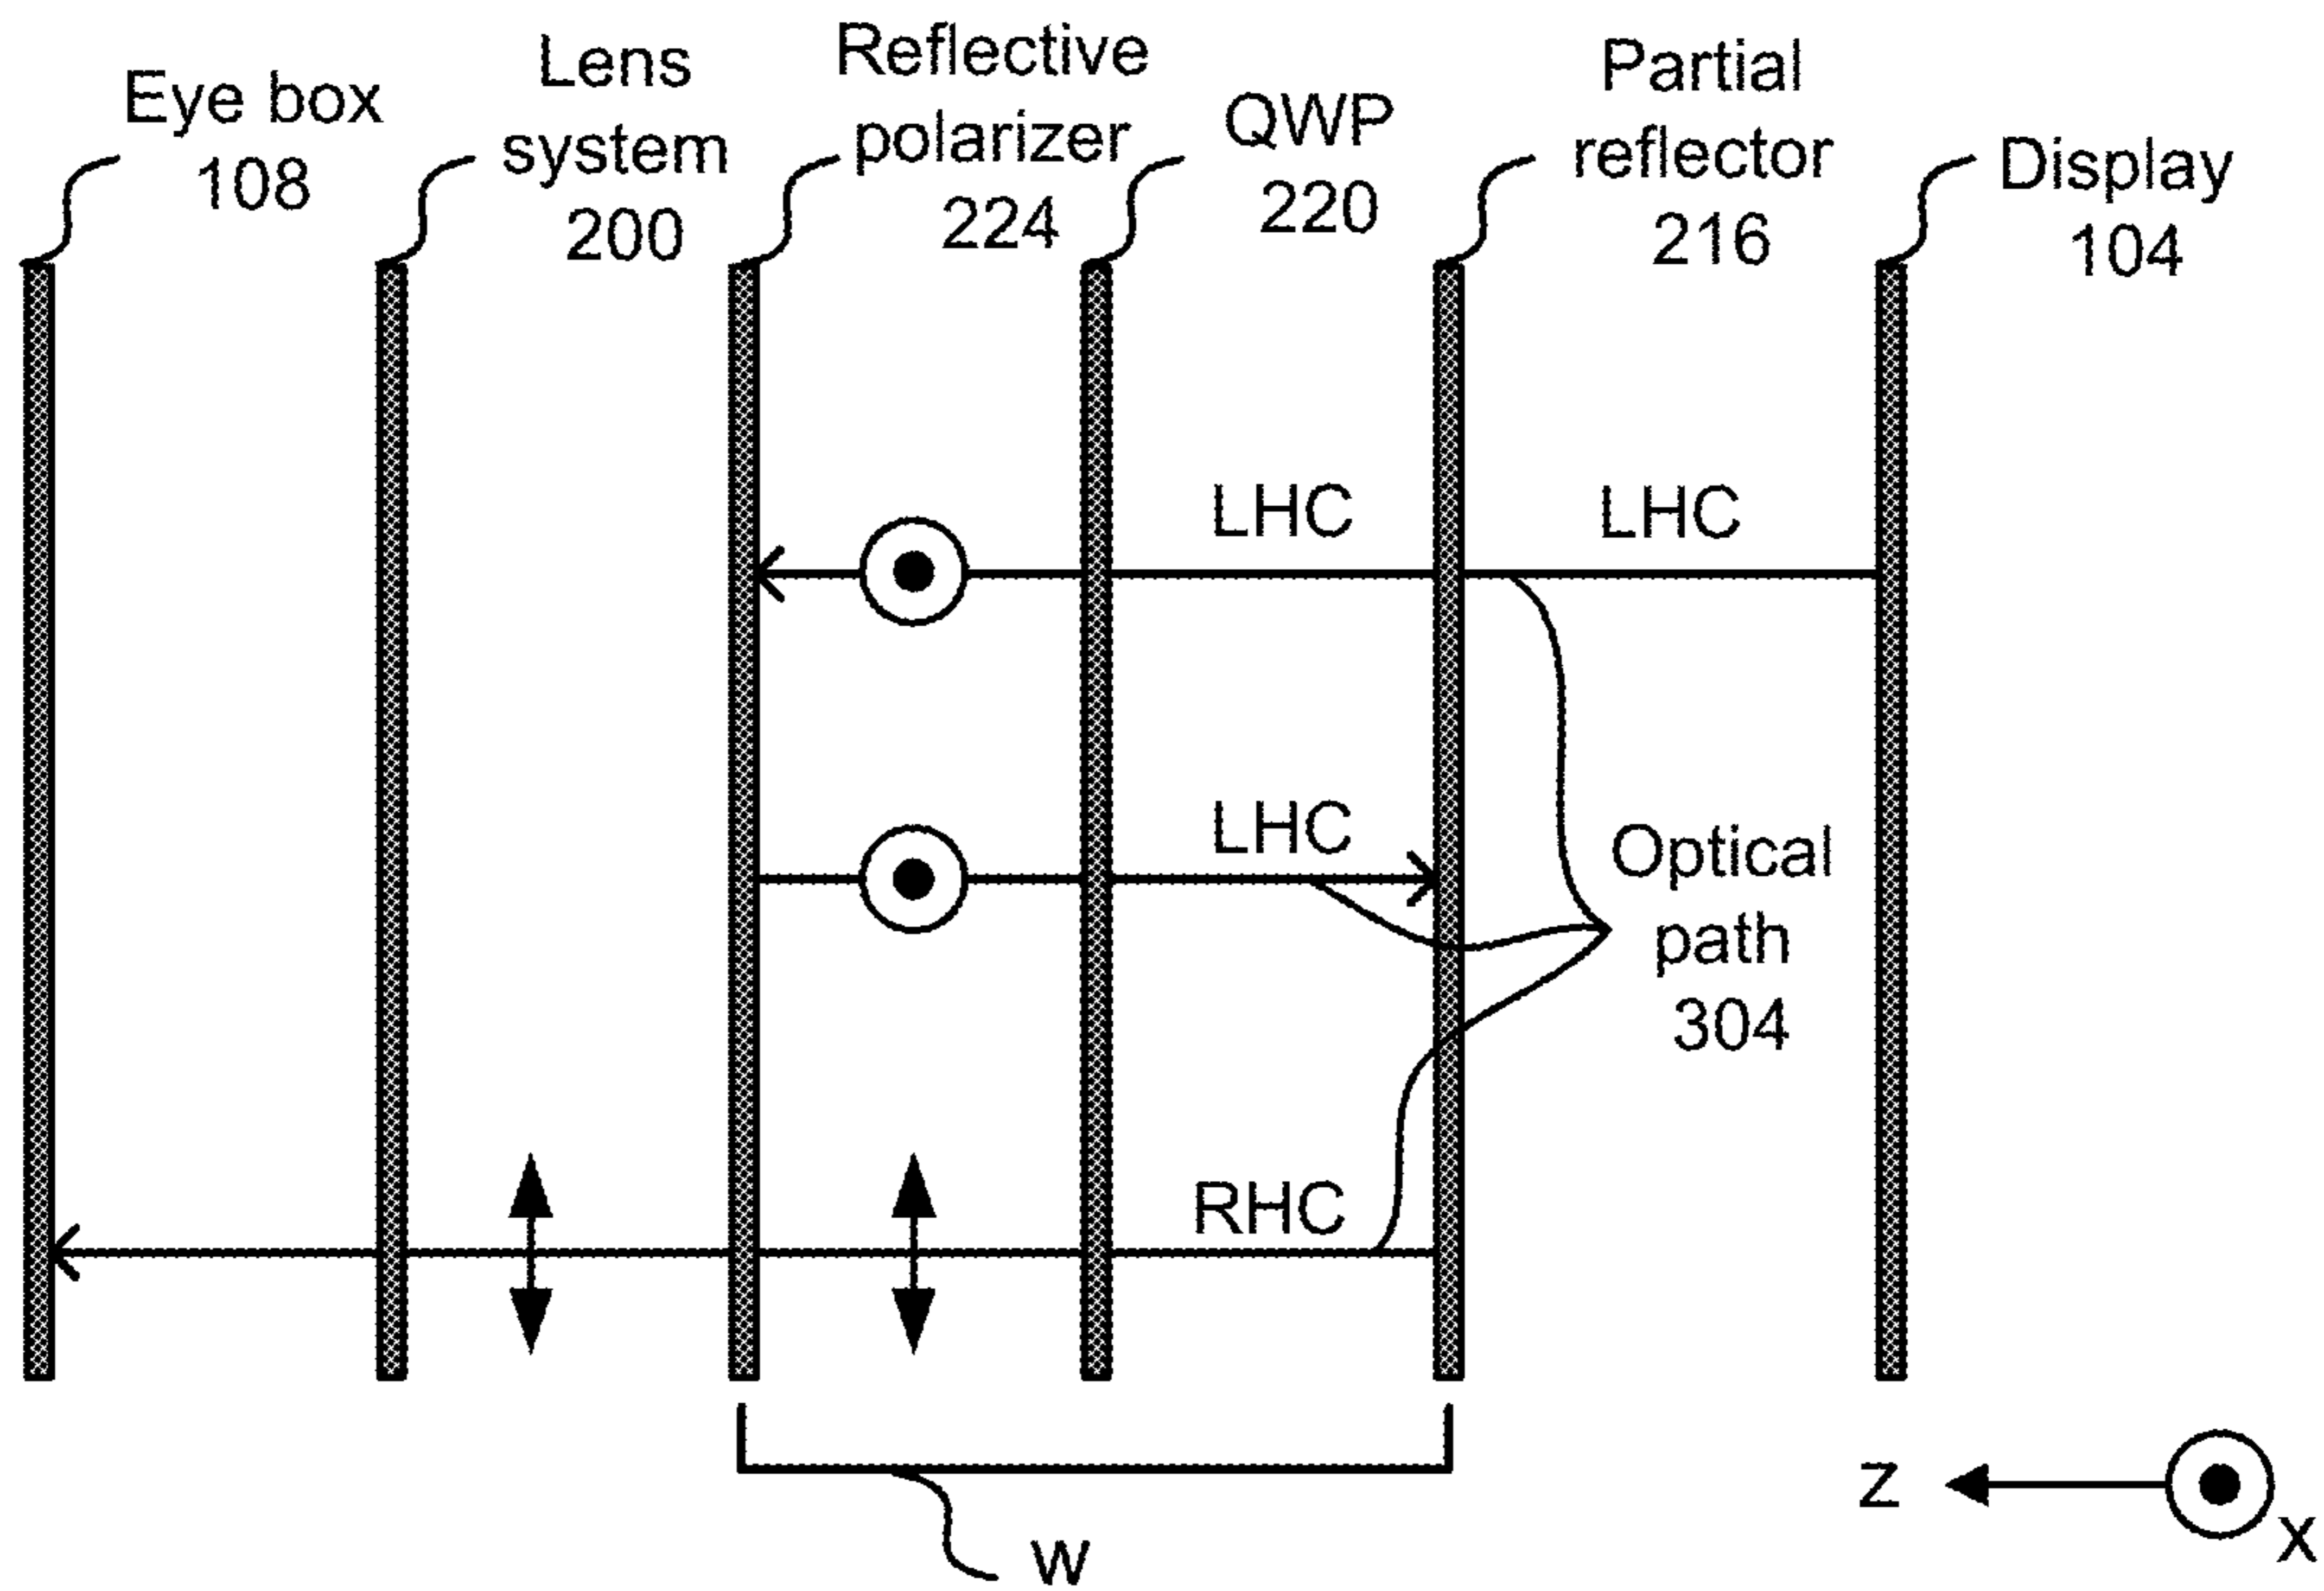 Eye box
108
Lens
system
200
Reflective
polarizer
224
QWP
220
Partial
reflector
216
Display
104
LHC
LHC
LHC
Optical
path
304
RHC
w
z
x